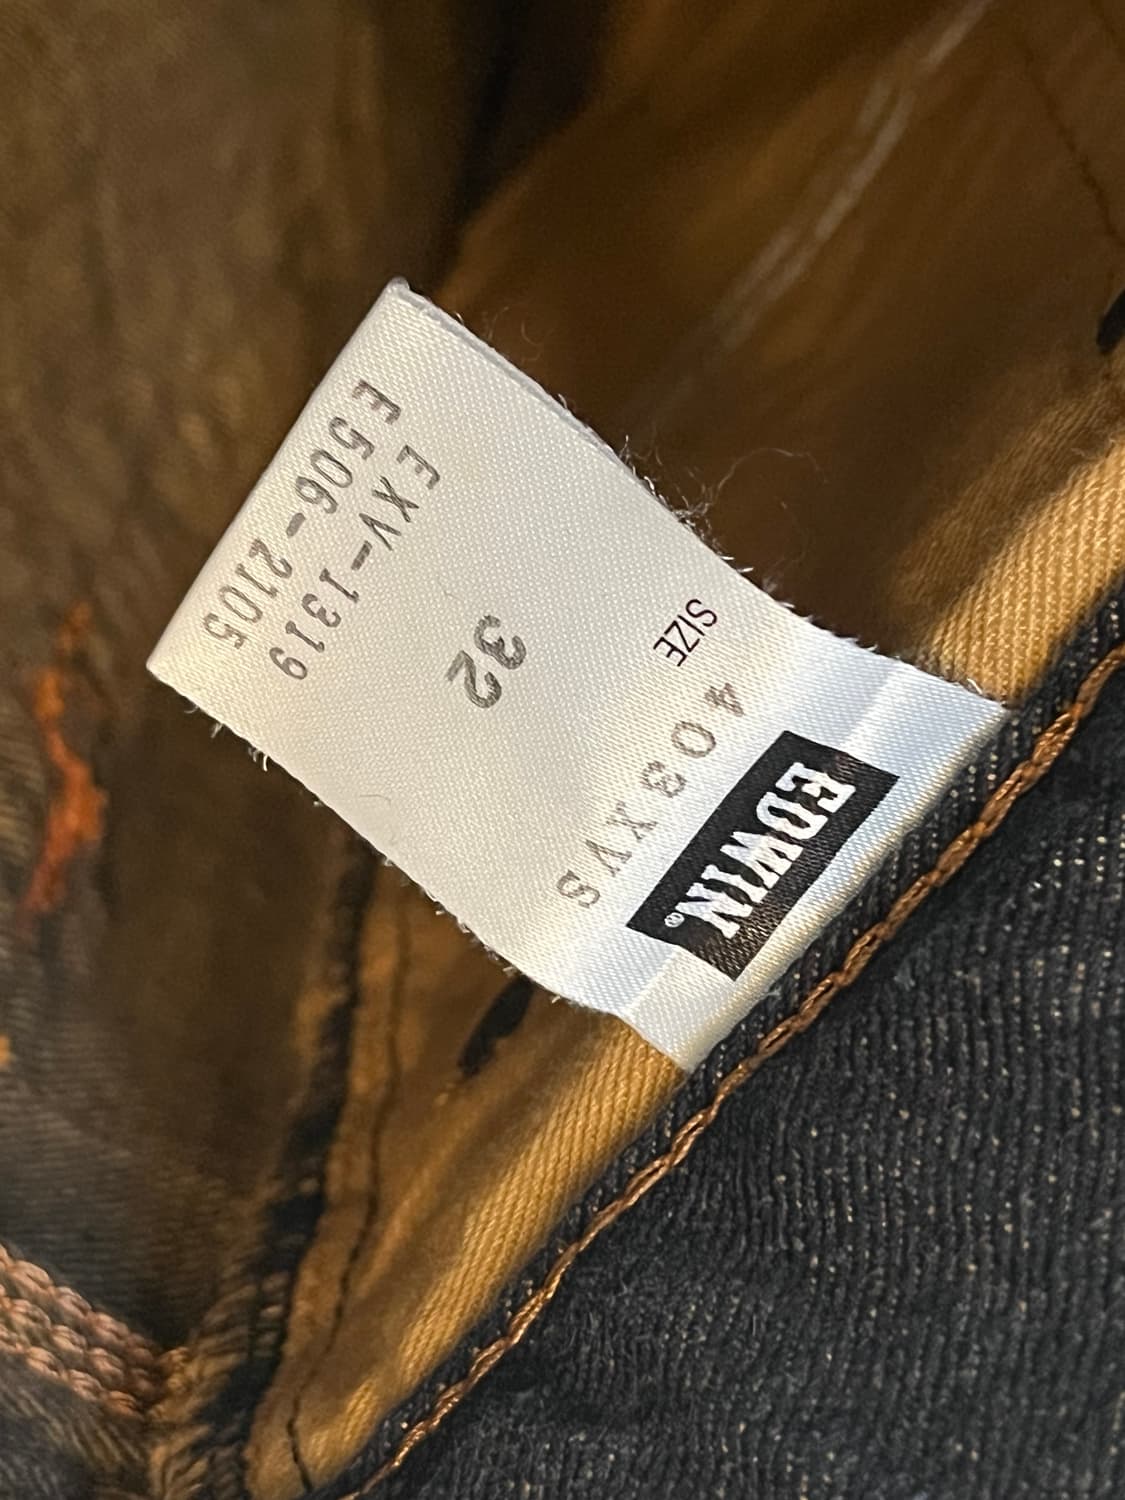 EDWIN®
403XVS
SIZE
32
EXV-1319
E506-2105